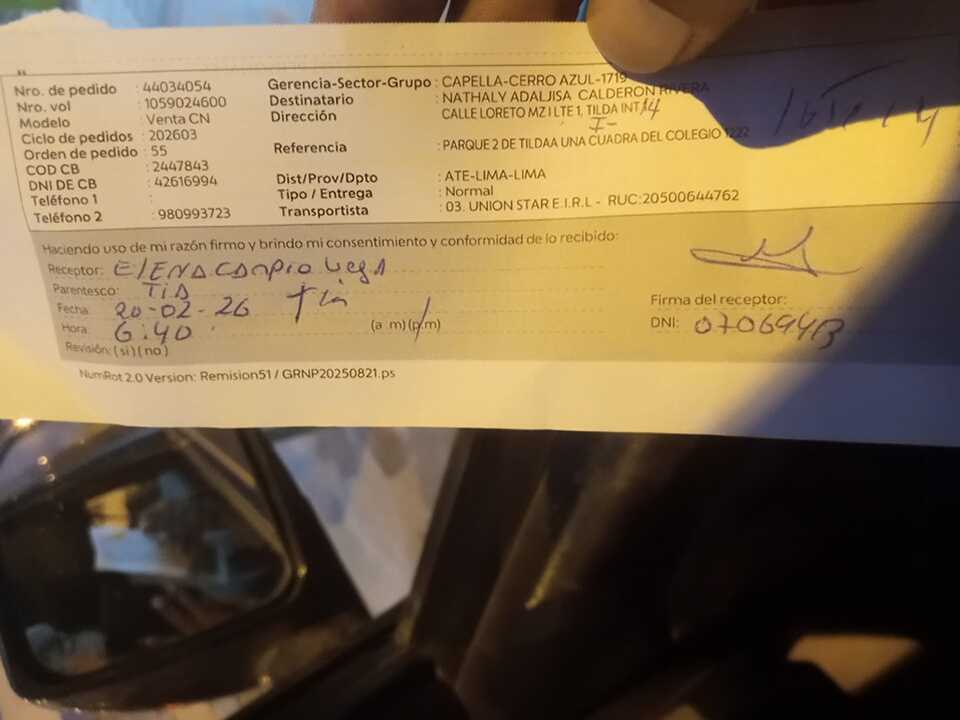 Nro. de pedido : 44034054
Nro. vol : 1059024600
Modelo : Venta CN
Ciclo de pedidos : 202603
Orden de pedido : 55
COD CB : 2447843
DNI DE CB : 42616994
Teléfono 1 :
Teléfono 2 : 980993723
Gerencia-Sector-Grupo : CAPELLA-CERRO AZUL-1719
Destinatario : NATHALY ADALJISA CALDERON RIVERA
Dirección : CALLE LORETO MZ I LTE 1, TILDA INT 14
I-
Referencia : PARQUE 2 DE TILDAA UNA CUADRA DEL COLEGIO 1222
Dist/Prov/Dpto : ATE-LIMA-LIMA
Tipo / Entrega : Normal
Transportista : 03. UNION STAR E.I.R.L - RUC:20500644762
Haciendo uso de mi razón firmo y brindo mi consentimiento y conformidad de lo recibido:
Receptor: ElENA campio vegA
Parentesco: TiA
tia
Fecha: 20-02-26
Hora: 6:40 (a m)(p/m)
Revisión: (si)(no)
Firma del receptor:
DNI:
NumRot 2.0 Version: Remision51 / GRNP20250821.ps